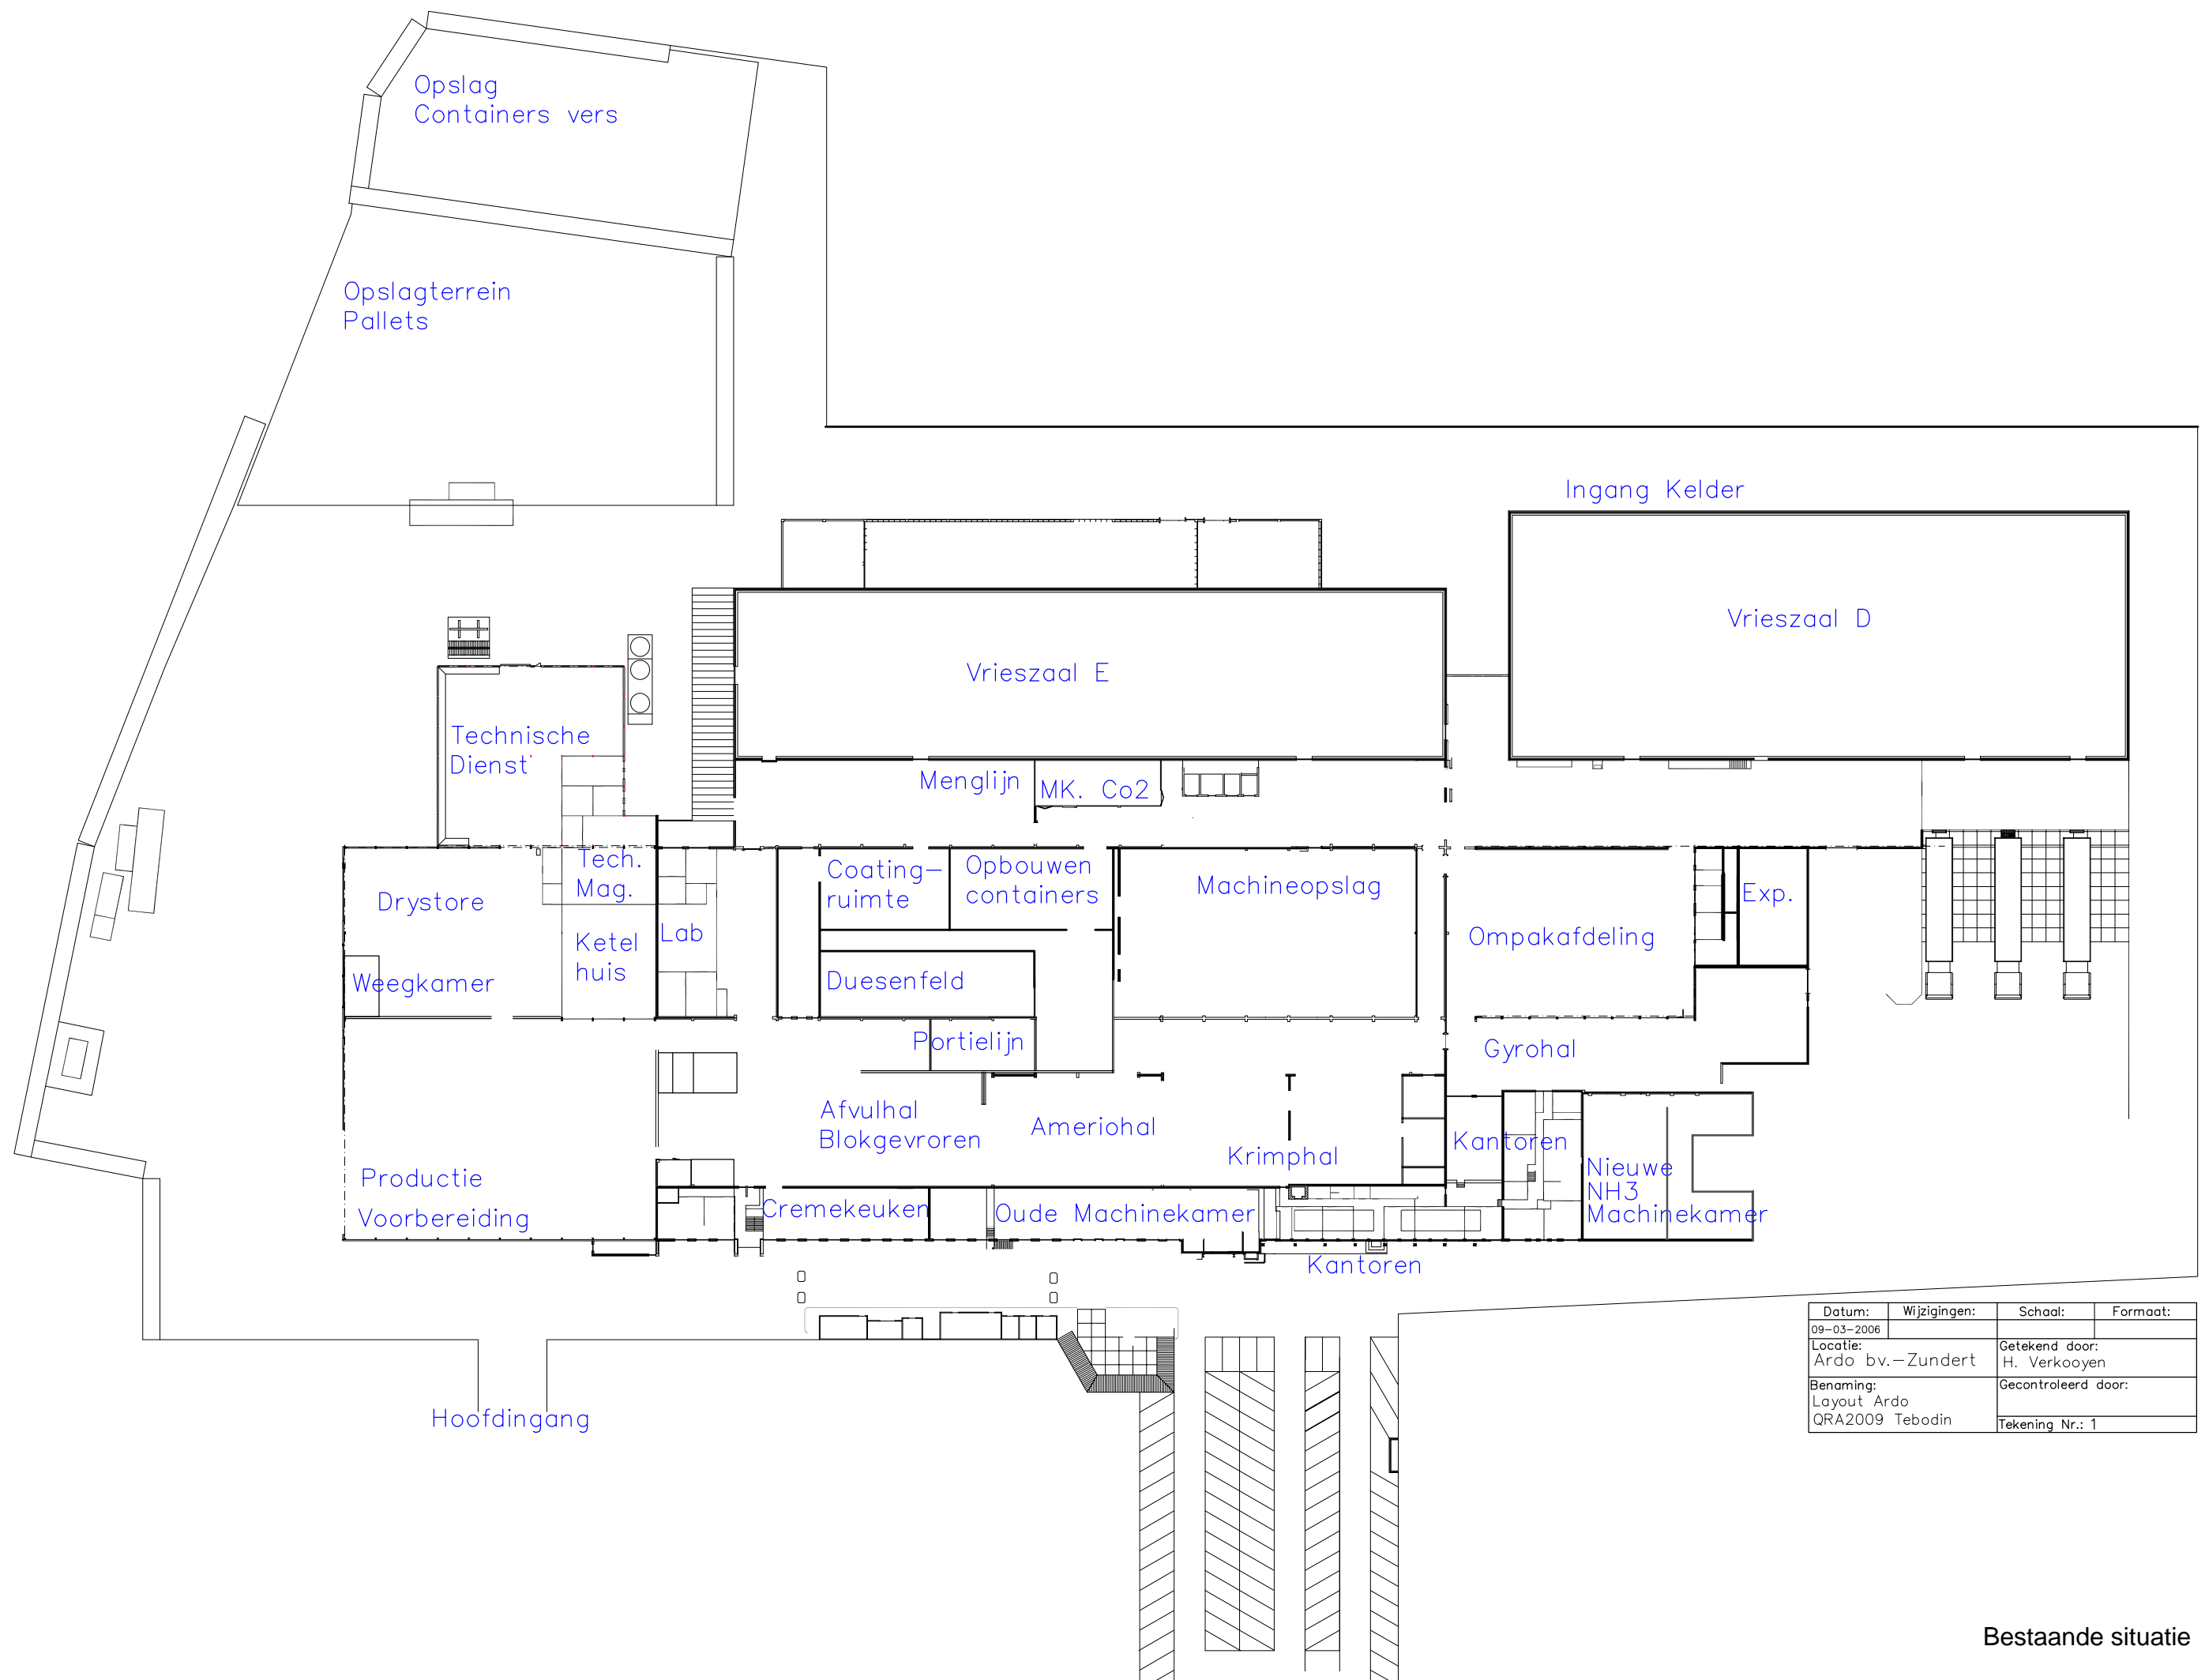 Opslag
Containers vers
Opslagterrein
Pallets
Ingang Kelder
Vrieszaal D
Vrieszaal E
Technische
Dienst
Menglijn
MK. Co2
Tech.
Mag.
Drystore
Weegkamer
Ketel
huis
Lab
Coating-
ruimte
Opbouwen
containers
Machineopslag
Ompakafdeling
Exp.
Duesenfeld
Portielijn
Gyrohal
Afvulhal
Blokgevroren
Ameriohal
Krimphal
Kantoren
Nieuwe
NH3
Machinekamer
Productie
Voorbereiding
Cremekeuken
Oude Machinekamer
Kantoren
Hoofdingang
Datum: Wijzigingen: Schaal: Formaat:
09-03-2006
Locatie:
Ardo bv.-Zundert
Getekend door:
H. Verkooyen
Benaming:
Layout Ardo
QRA2009 Tebodin
Gecontroleerd door:
Tekening Nr.: 1
Bestaande situatie